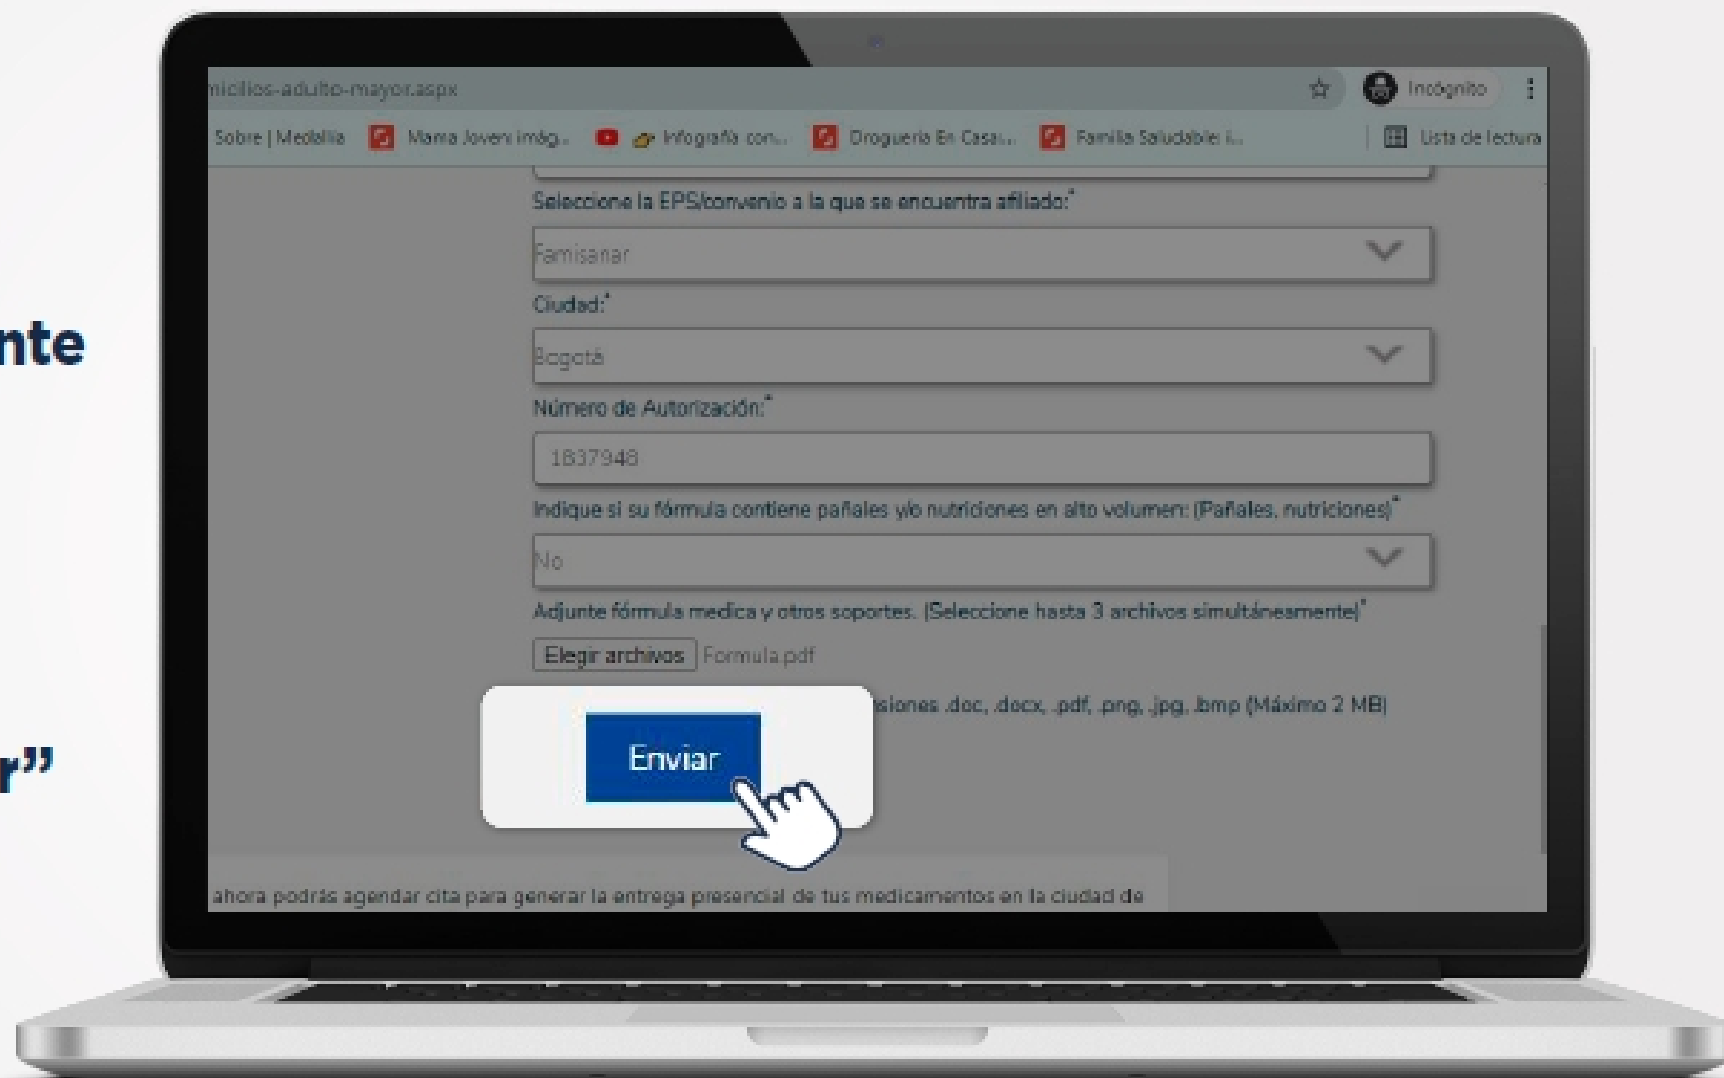 nte
r”
micilios-adulto-mayor.aspx
Incógnito
Sobre | Medallia
Mama Joven: imág...
Infografía con...
Droguería En Casa:...
Familia Saludable: i...
Lista de lectura
Seleccione la EPS/convenio a la que se encuentra afiliado:*
Famisanar
Ciudad:*
Bogotá
Número de Autorización:*
1837948
Indique si su fórmula contiene pañales y/o nutriciones en alto volumen: (Pañales, nutriciones)*
No
Adjunte fórmula medica y otros soportes. (Seleccione hasta 3 archivos simultáneamente)*
Elegir archivos Formula.pdf
nsiones .doc, .docx, .pdf, .png, .jpg, .bmp (Máximo 2 MB)
Enviar
ahora podrás agendar cita para generar la entrega presencial de tus medicamentos en la ciudad de